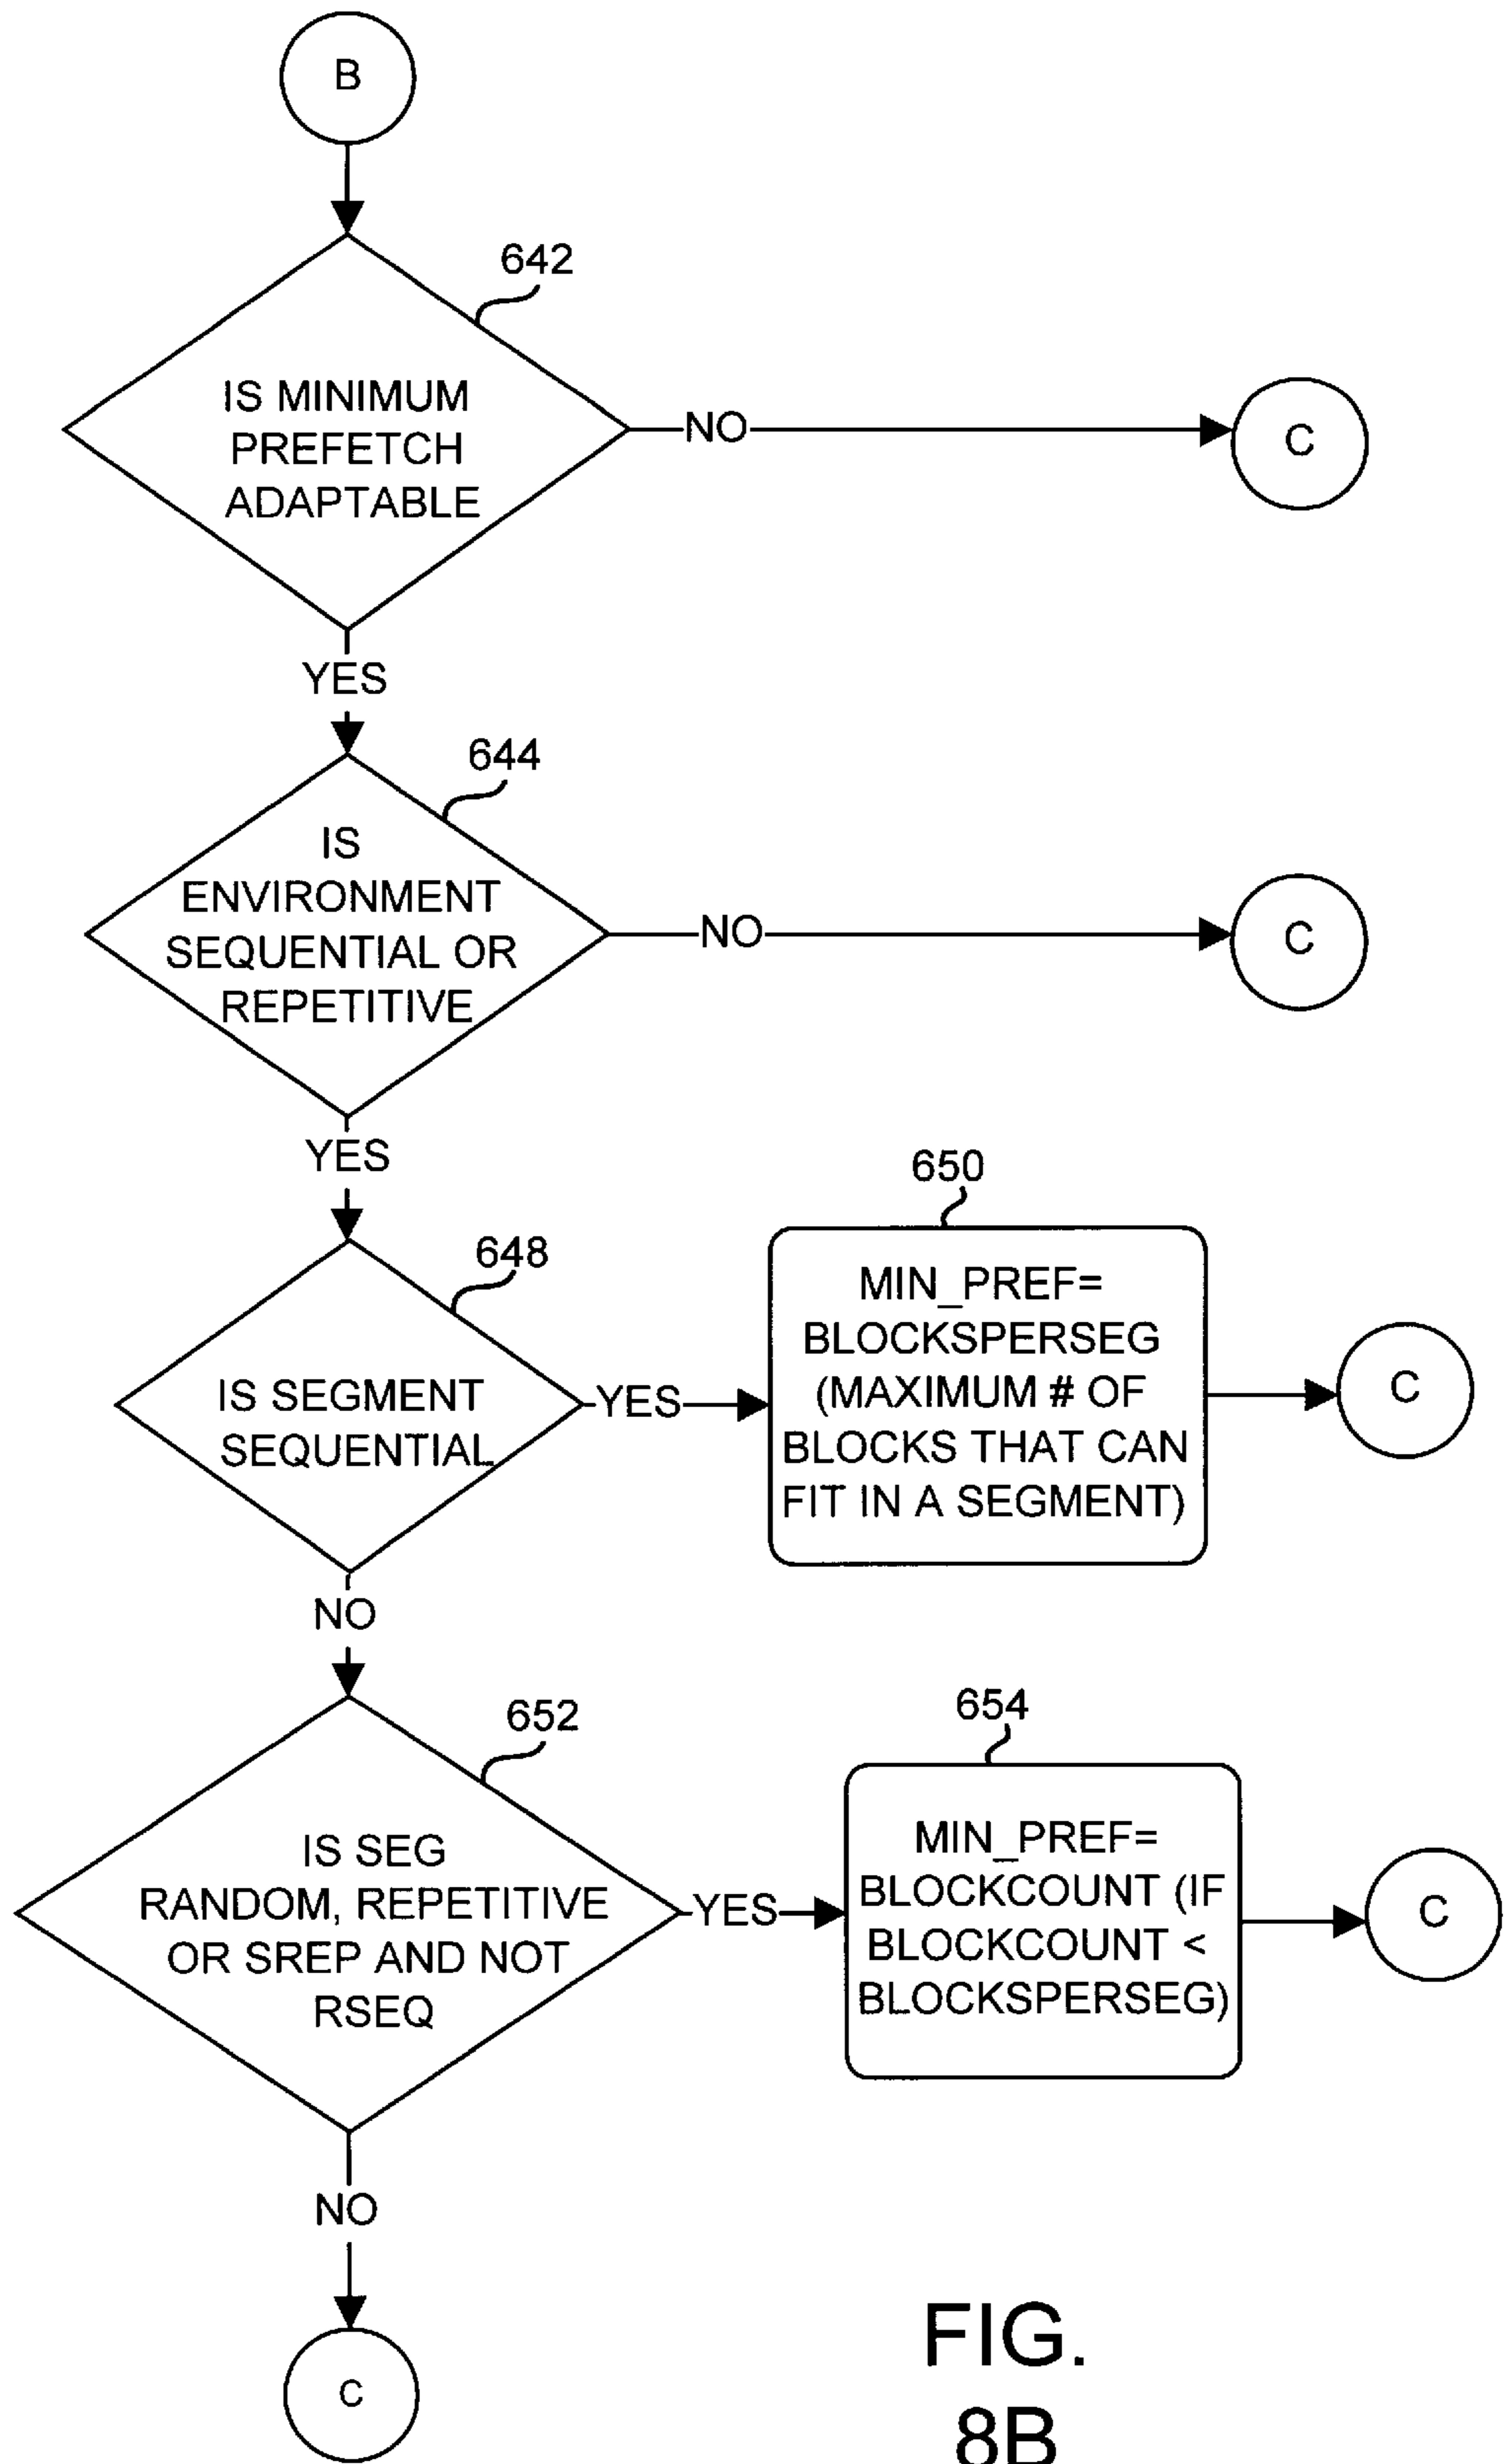 B
642
IS MINIMUM
PREFETCH
ADAPTABLE
NO
C
YES
644
IS
ENVIRONMENT
SEQUENTIAL OR
REPETITIVE
NO
C
YES
648
IS SEGMENT
SEQUENTIAL
YES
650
MIN_PREF=
BLOCKSPERSEG
(MAXIMUM # OF
BLOCKS THAT CAN
FIT IN A SEGMENT)
C
NO
652
IS SEG
RANDOM, REPETITIVE
OR SREP AND NOT
RSEQ
YES
654
MIN_PREF=
BLOCKCOUNT (IF
BLOCKCOUNT <
BLOCKSPERSEG)
C
NO
C
FIG.
8B